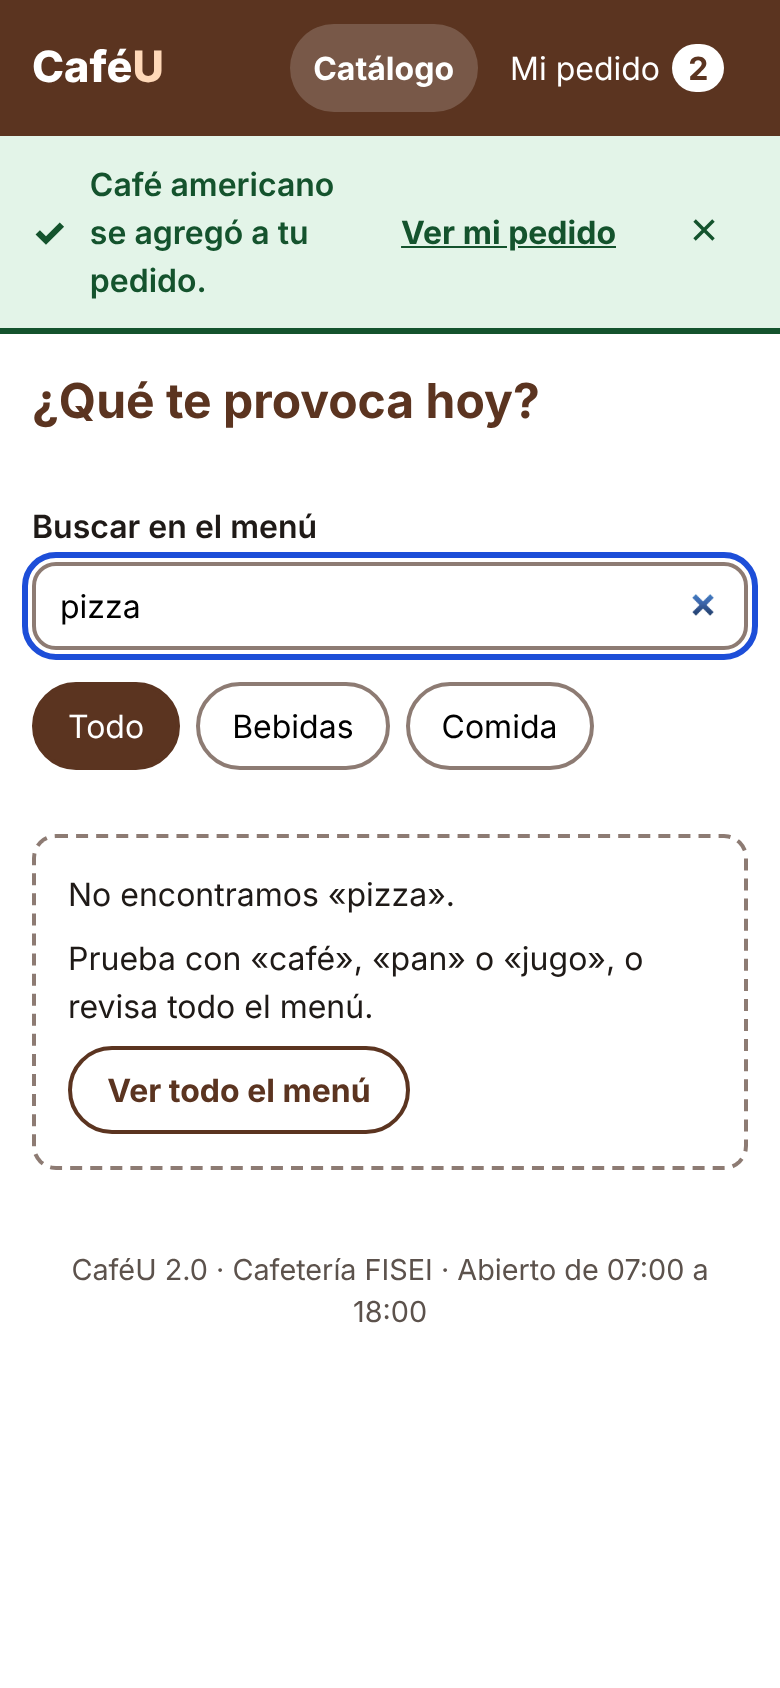 CaféU Catálogo Mi pedido 2
Café americano
se agregó a tu
pedido.
Ver mi pedido
¿Qué te provoca hoy?
Buscar en el menú
pizza
Todo Bebidas Comida
No encontramos «pizza».
Prueba con «café», «pan» o «jugo», o
revisa todo el menú.
Ver todo el menú
CaféU 2.0 · Cafetería FISEI · Abierto de 07:00 a
18:00